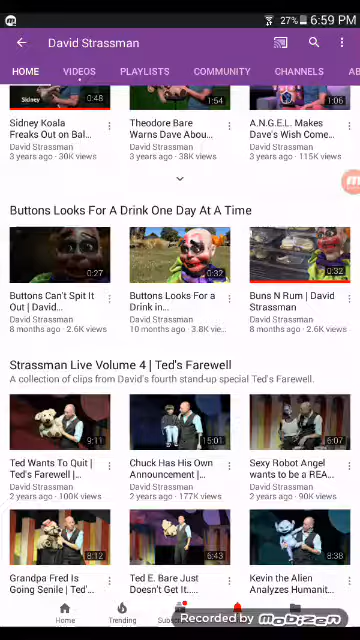 27% 6:59 PM
David Strassman
HOME VIDEOS PLAYLISTS COMMUNITY CHANNELS AB
Sidney
0:48
1:54
1:06
Sidney Koala
Freaks Out on Bal...
David Strassman
3 years ago · 30K views
Theodore Bare
Warns Dave Abou...
David Strassman
3 years ago · 38K views
A.N.G.E.L. Makes
Dave's Wish Come...
David Strassman
3 years ago · 115K views
Buttons Looks For A Drink One Day At A Time
0:27
0:32
0:32
Buttons Can't Spit It
Out | David...
David Strassman
8 months ago · 2.6K views
Buttons Looks For a
Drink in...
David Strassman
10 months ago · 3.8K vie...
Buns N Rum | David
Strassman
David Strassman
8 months ago · 2.6K views
Strassman Live Volume 4 | Ted's Farewell
A collection of clips from David's fourth stand-up special Ted's Farewell.
9:11
15:01
6:07
Ted Wants To Quit |
Ted's Farewell |...
David Strassman
2 years ago · 100K views
Chuck Has His Own
Announcement |...
David Strassman
2 years ago · 177K views
Sexy Robot Angel
wants to be a REA...
David Strassman
2 years ago · 90K views
8:12
6:43
8:38
Grandpa Fred Is
Going Senile | Ted'...
Ted E. Bare Just
Doesn't Get It.....
Kevin the Alien
Analyzes Humanit...
Home Trending Subsc
Recorded by MOBIZEN